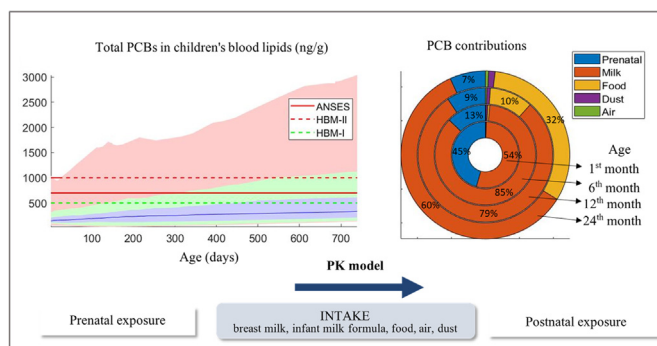 Total PCBs in children's blood lipids (ng/g)
3000
2500
2000
1500
1000
500
ANSES
HBM-II
HBM-I
100 200 300 400 500 600 700
Age (days)
PCB contributions
Prenatal
Milk
Food
Dust
Air
7%
9%
13%
45%
10%
32%
54%
85%
79%
60%
Age
1st month
6th month
12th month
24th month
PK model
Prenatal exposure
INTAKE
breast milk, infant milk formula, food, air, dust
Postnatal exposure